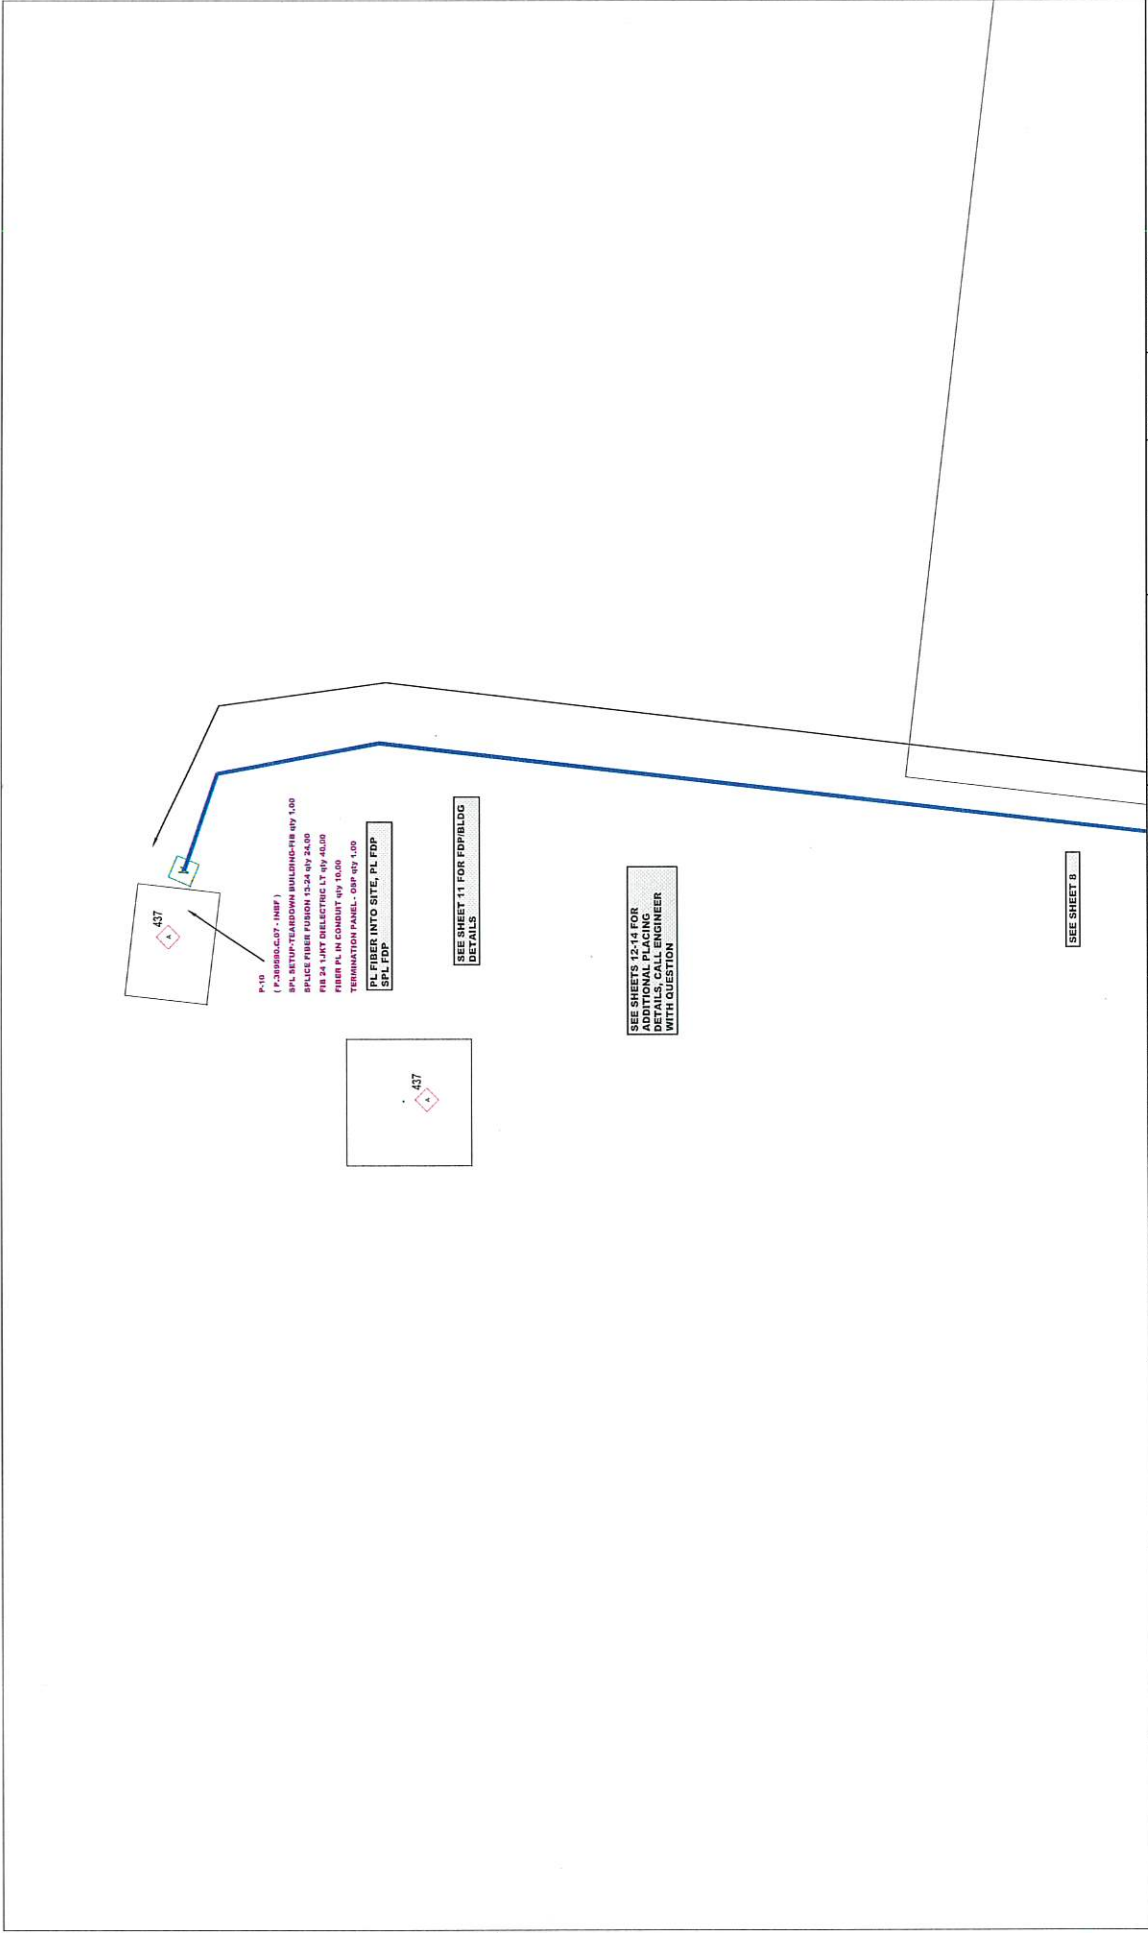 437
P-10
( P.389590.C.07 - INBF )
SPL SETUP-TEARDOWN BUILDING-FIB qty 1.00
SPLICE FIBER FUSION 13-24 qty 24.00
FIB 24 1JKT DIELECTRIC LT qty 40.00
FIBER PL IN CONDUIT qty 10.00
TERMINATION PANEL - OSP qty 1.00
PL FIBER INTO SITE, PL FDP
SPL FDP
437
SEE SHEET 11 FOR FDP/BLDG
DETAILS
SEE SHEETS 12-14 FOR
ADDITIONAL PLACING
DETAILS, CALL ENGINEER
WITH QUESTION
SEE SHEET 8